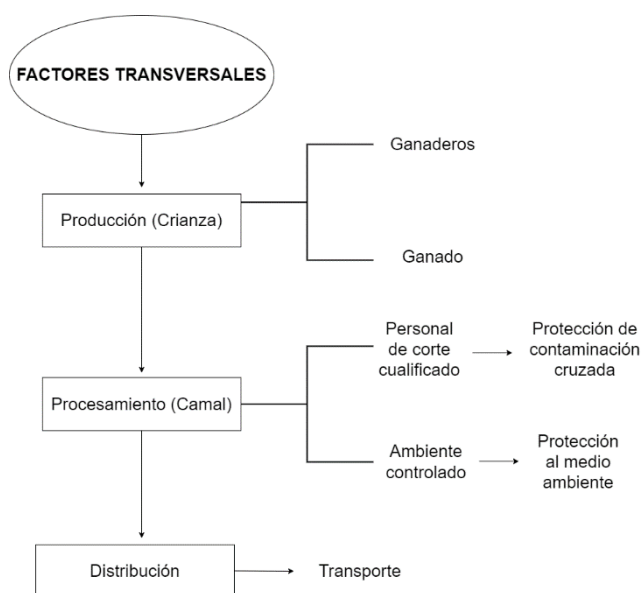 FACTORES TRANSVERSALES
Ganaderos
Producción (Crianza)
Ganado
Personal
de corte
cualificado
Protección de
contaminación
cruzada
Procesamiento (Camal)
Ambiente
controlado
Protección
al medio
ambiente
Distribución
Transporte